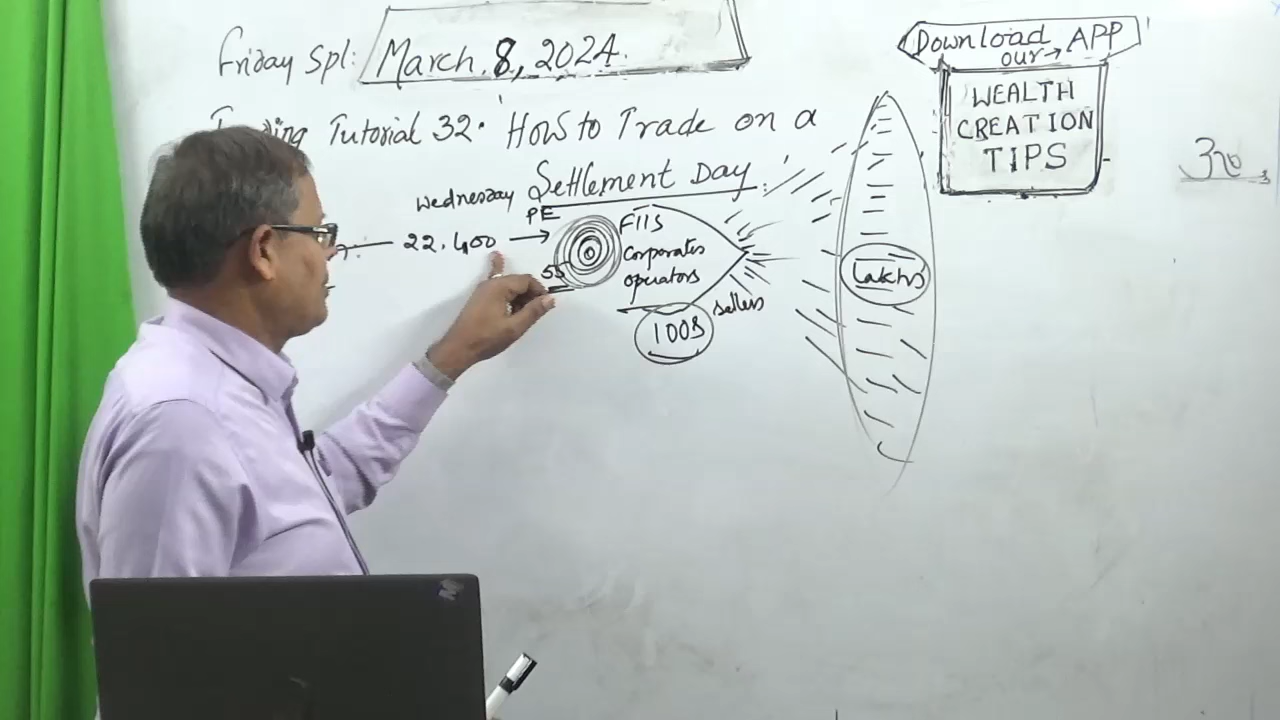 Friday Spl: March 8, 2024.
Tutorial 32. How to Trade on a
Settlement Day
Wednesday
PE
22,400
55
FIIS
Corporates
operators
100s
sellers
Lakhs
Download
our → APP
WEALTH
CREATION
TIPS